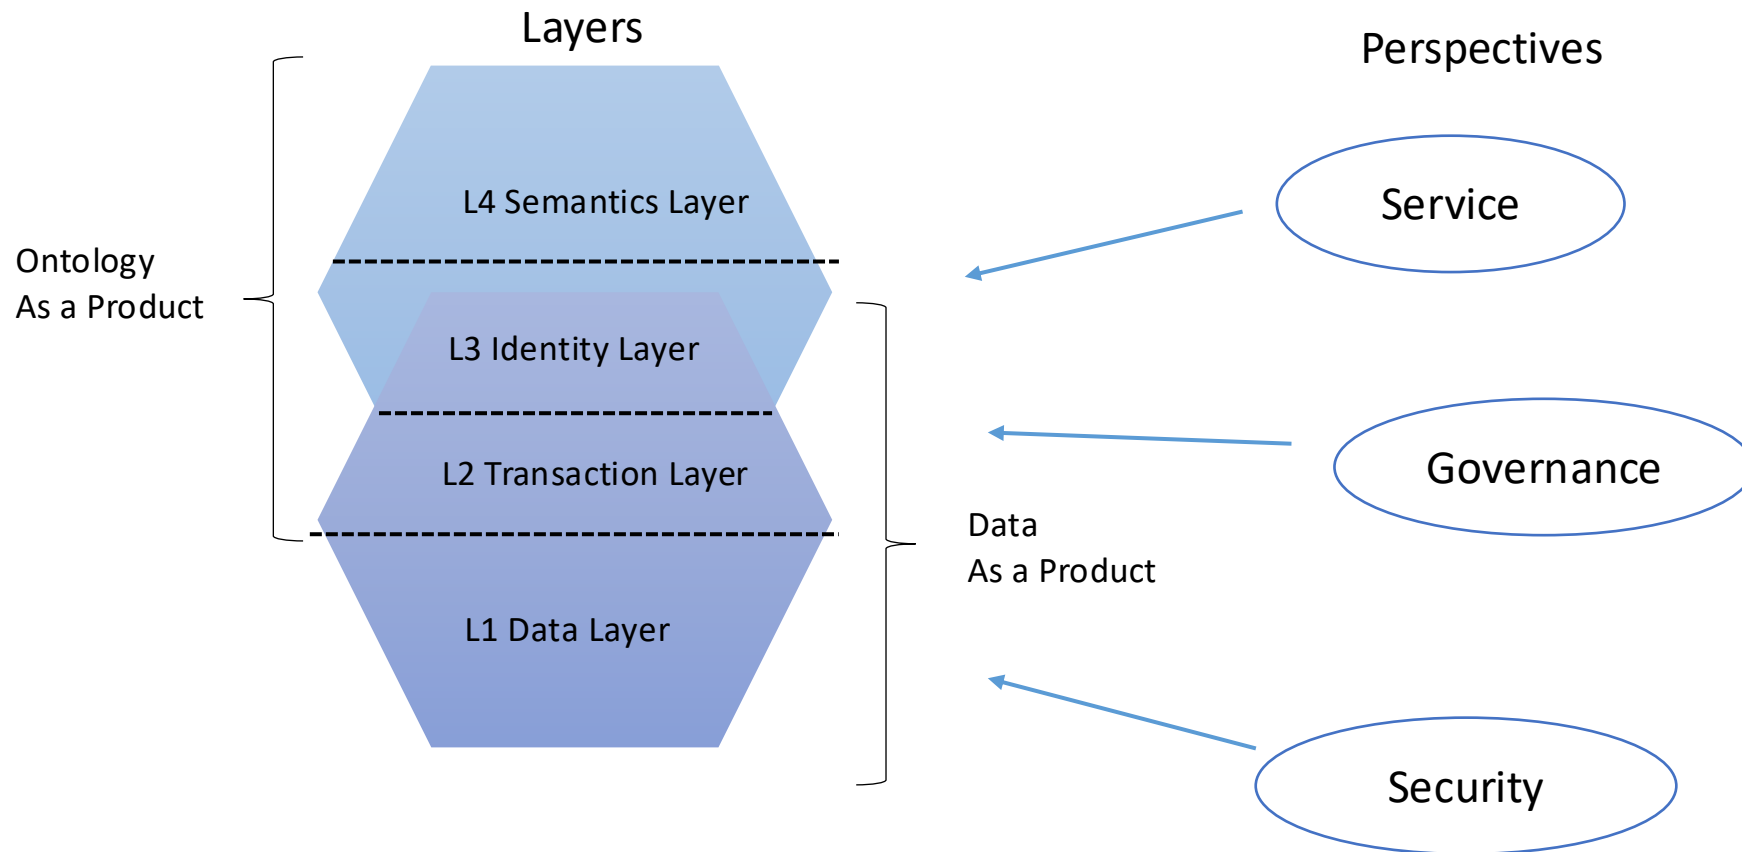 Layers
Perspectives
L4 Semantics Layer
Service
Ontology
As a Product
L3 Identity Layer
L2 Transaction Layer
Governance
Data
As a Product
L1 Data Layer
Security